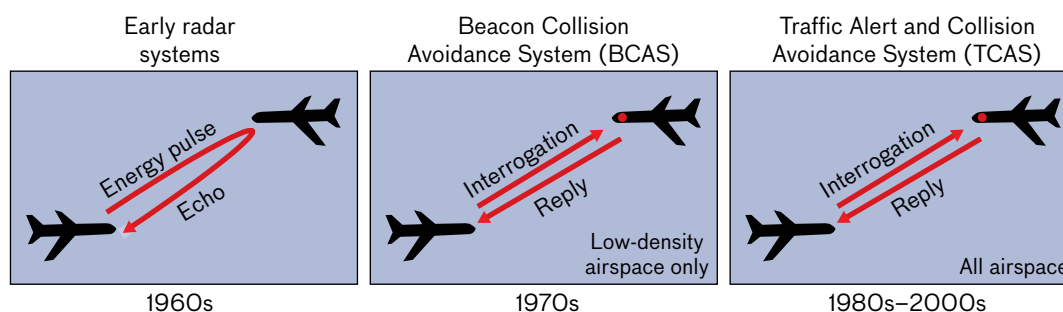 Early radar
systems
Energy pulse
Echo
1960s
Beacon Collision
Avoidance System (BCAS)
Interrogation
Reply
Low-density
airspace only
1970s
Traffic Alert and Collision
Avoidance System (TCAS)
Interrogation
Reply
All airspace
1980s–2000s